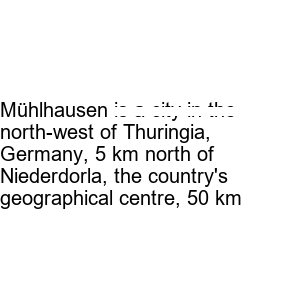 Mühlhausen is a city in the
north-west of Thuringia,
Germany, 5 km north of
Niederdorla, the country's
geographical centre, 50 km